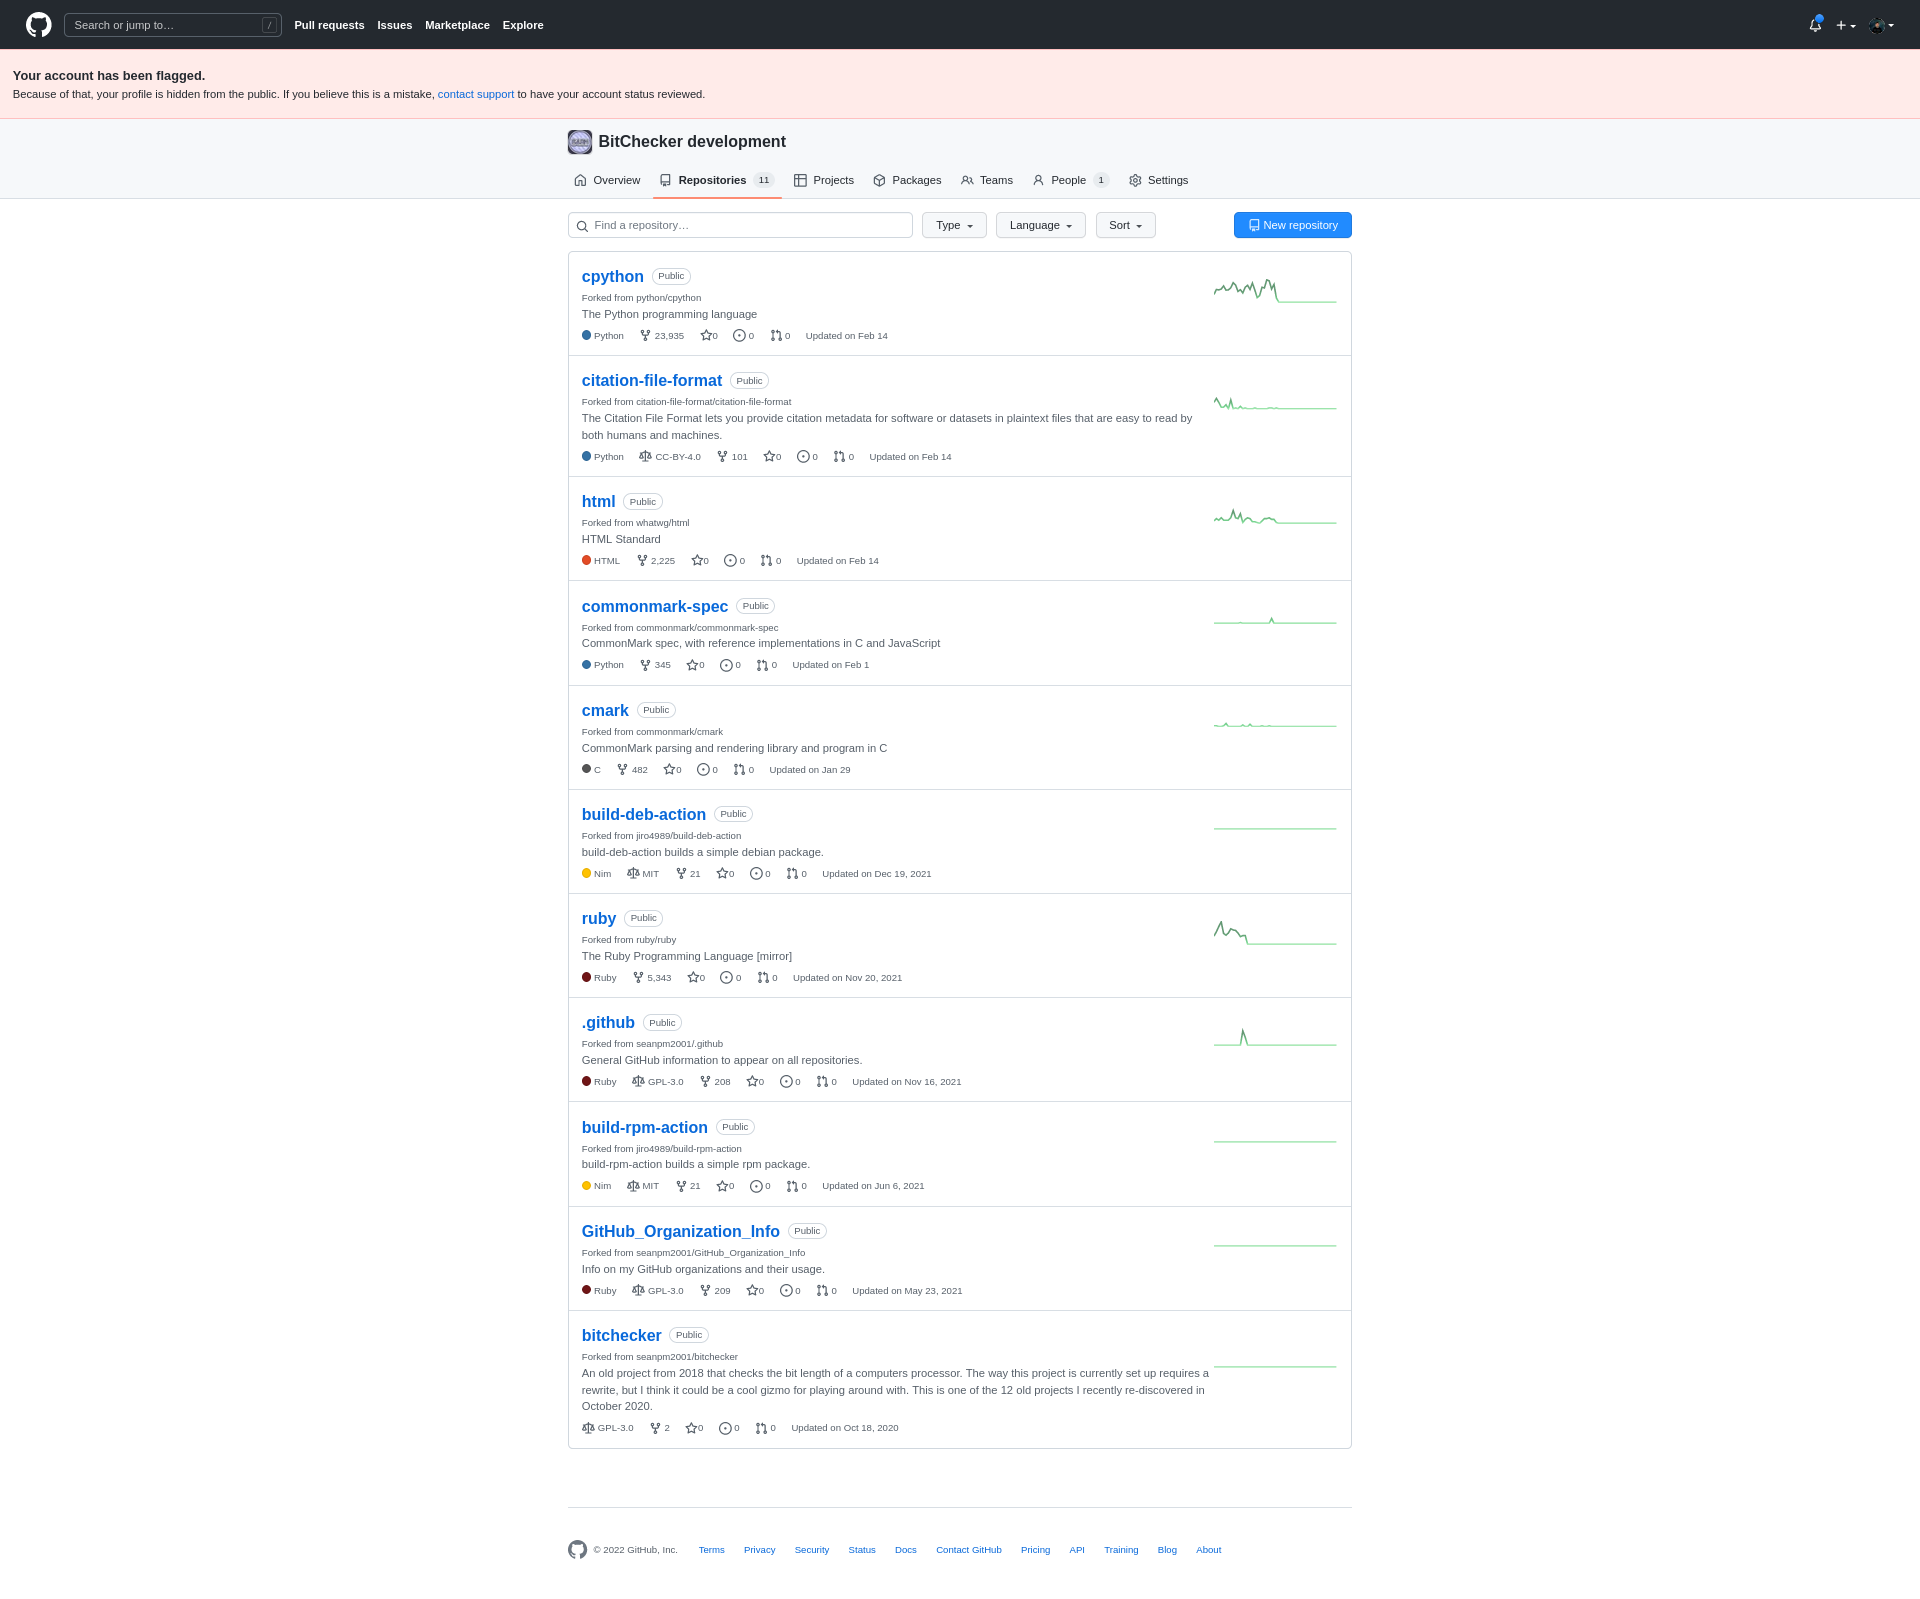 Search or jump to… /
Pull requests Issues Marketplace Explore
Your account has been flagged.
Because of that, your profile is hidden from the public. If you believe this is a mistake, contact support to have your account status reviewed.
BitChecker development
Overview Repositories 11 Projects Packages Teams People 1 Settings
Find a repository… Type Language Sort New repository
cpython Public
Forked from python/cpython
The Python programming language
Python 23,935 0 0 0 Updated on Feb 14
citation-file-format Public
Forked from citation-file-format/citation-file-format
The Citation File Format lets you provide citation metadata for software or datasets in plaintext files that are easy to read by
both humans and machines.
Python CC-BY-4.0 101 0 0 0 Updated on Feb 14
html Public
Forked from whatwg/html
HTML Standard
HTML 2,225 0 0 0 Updated on Feb 14
commonmark-spec Public
Forked from commonmark/commonmark-spec
CommonMark spec, with reference implementations in C and JavaScript
Python 345 0 0 0 Updated on Feb 1
cmark Public
Forked from commonmark/cmark
CommonMark parsing and rendering library and program in C
C 482 0 0 0 Updated on Jan 29
build-deb-action Public
Forked from jiro4989/build-deb-action
build-deb-action builds a simple debian package.
Nim MIT 21 0 0 0 Updated on Dec 19, 2021
ruby Public
Forked from ruby/ruby
The Ruby Programming Language [mirror]
Ruby 5,343 0 0 0 Updated on Nov 20, 2021
.github Public
Forked from seanpm2001/.github
General GitHub information to appear on all repositories.
Ruby GPL-3.0 208 0 0 0 Updated on Nov 16, 2021
build-rpm-action Public
Forked from jiro4989/build-rpm-action
build-rpm-action builds a simple rpm package.
Nim MIT 21 0 0 0 Updated on Jun 6, 2021
GitHub_Organization_Info Public
Forked from seanpm2001/GitHub_Organization_Info
Info on my GitHub organizations and their usage.
Ruby GPL-3.0 209 0 0 0 Updated on May 23, 2021
bitchecker Public
Forked from seanpm2001/bitchecker
An old project from 2018 that checks the bit length of a computers processor. The way this project is currently set up requires a
rewrite, but I think it could be a cool gizmo for playing around with. This is one of the 12 old projects I recently re-discovered in
October 2020.
GPL-3.0 2 0 0 0 Updated on Oct 18, 2020
© 2022 GitHub, Inc. Terms Privacy Security Status Docs Contact GitHub Pricing API Training Blog About